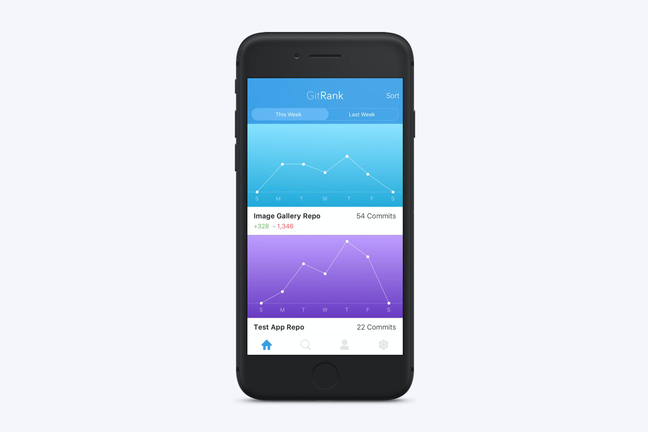 GitRank
Sort
This Week
Last Week
S M T W T F S
Image Gallery Repo
54 Commits
+328 -1,346
S M T W T F S
Test App Repo
22 Commits